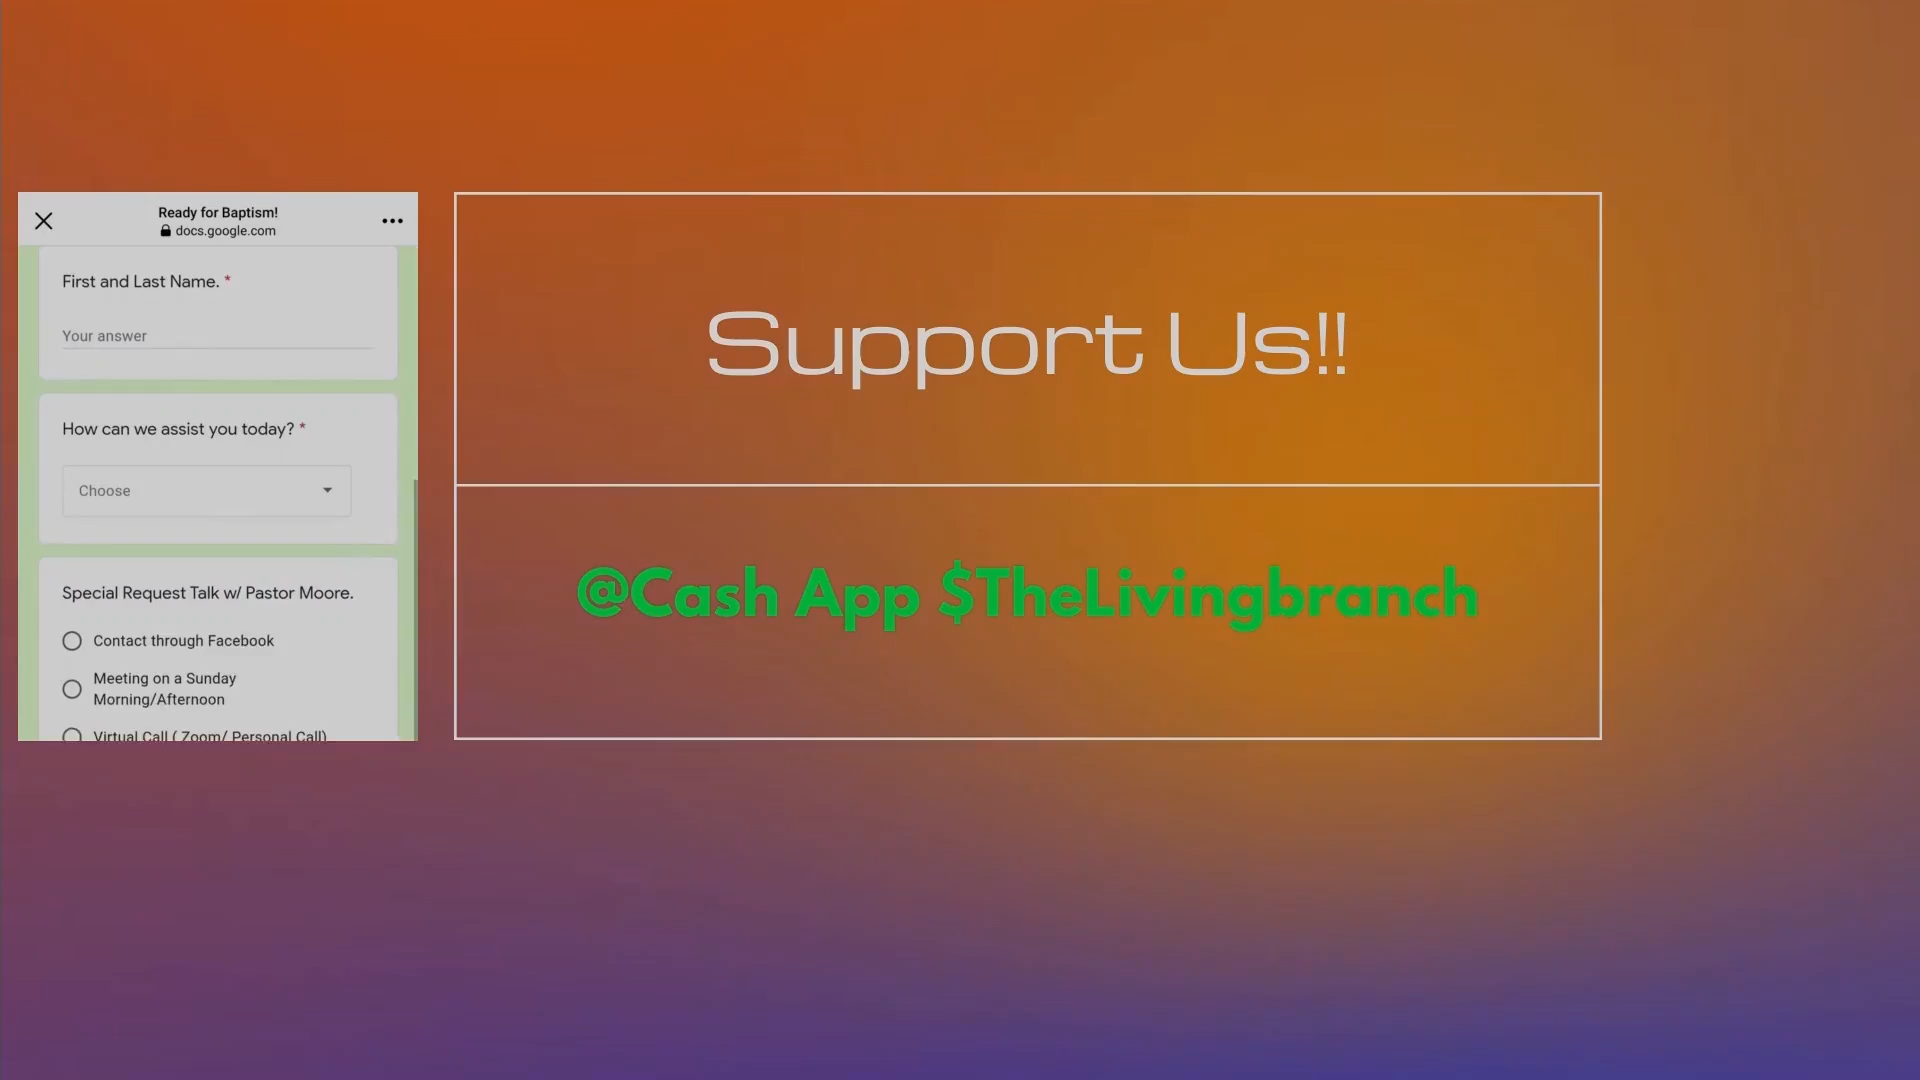 Ready for Baptism!
docs.google.com
First and Last Name. *
Your answer
How can we assist you today? *
Choose
Special Request Talk w/ Pastor Moore.
Contact through Facebook
Meeting on a Sunday
Morning/Afternoon
Virtual Call ( Zoom/ Personal Call)
Support Us!!
@Cash App $TheLivingbranch